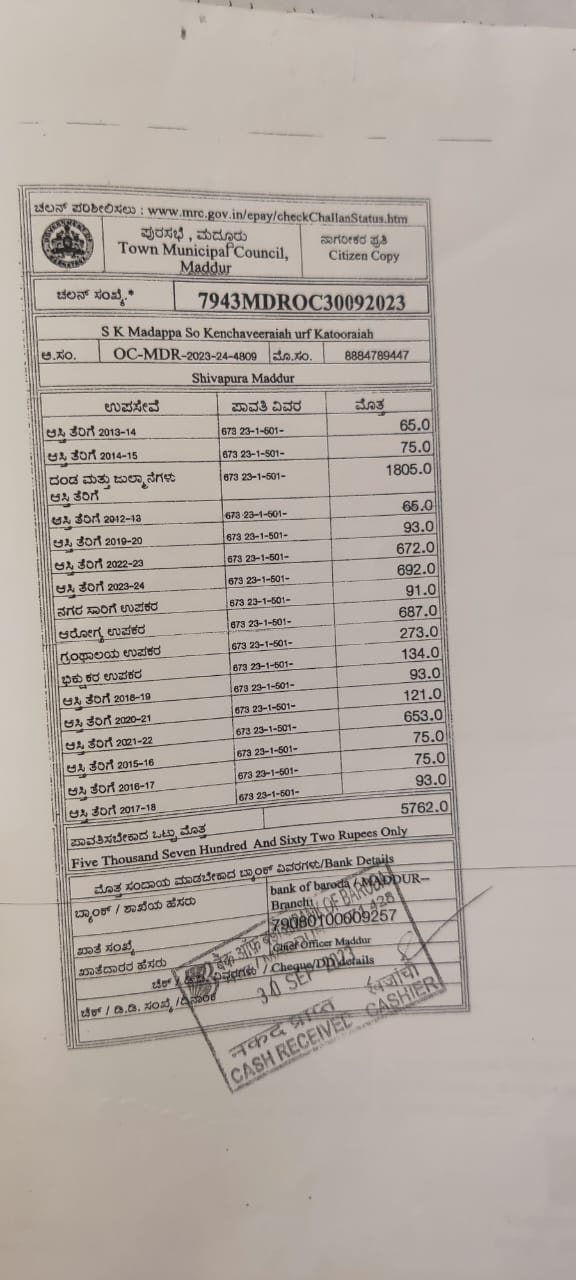 ಚಲನ್ ಪರಿಶೀಲಿಸಲು : www.mrc.gov.in/epay/checkChallanStatus.htm
ಪುರಸಭೆ , ಮದ್ದೂರು
Town Municipal Council,
Maddur
ನಾಗರೀಕರ ಪ್ರತಿ
Citizen Copy
ಚಲನ್ ಸಂಖ್ಯೆ.* 7943MDROC30092023
S K Madappa So Kenchaveeraiah urf Katooraiah
ಆ.ಸಂ. OC-MDR-2023-24-4809 ಮೊ.ಸಂ. 8884789447
Shivapura Maddur
ಉಪಸೇವೆ ಪಾವತಿ ವಿವರ ಮೊತ್ತ
ಆಸ್ತಿ ತೆರಿಗೆ 2013-14 673 23-1-501- 65.0
ಆಸ್ತಿ ತೆರಿಗೆ 2014-15 673 23-1-501- 75.0
ದಂಡ ಮತ್ತು ಜುಲ್ಮಾನೆಗಳು 673 23-1-501- 1805.0
ಆಸ್ತಿ ತೆರಿಗೆ
ಆಸ್ತಿ ತೆರಿಗೆ 2012-13 673 23-1-501- 65.0
ಆಸ್ತಿ ತೆರಿಗೆ 2019-20 673 23-1-501- 93.0
ಆಸ್ತಿ ತೆರಿಗೆ 2022-23 673 23-1-501- 672.0
ಆಸ್ತಿ ತೆರಿಗೆ 2023-24 673 23-1-501- 692.0
ನಗರ ಸಾರಿಗೆ ಉಪಕರ 673 23-1-501- 91.0
ಆರೋಗ್ಯ ಉಪಕರ 673 23-1-501- 687.0
ಗ್ರಂಥಾಲಯ ಉಪಕರ 673 23-1-501- 273.0
ಭಿಕ್ಷುಕರ ಉಪಕರ 673 23-1-501- 134.0
ಆಸ್ತಿ ತೆರಿಗೆ 2018-19 673 23-1-501- 93.0
ಆಸ್ತಿ ತೆರಿಗೆ 2020-21 673 23-1-501- 121.0
ಆಸ್ತಿ ತೆರಿಗೆ 2021-22 673 23-1-501- 653.0
ಆಸ್ತಿ ತೆರಿಗೆ 2015-16 673 23-1-501- 75.0
ಆಸ್ತಿ ತೆರಿಗೆ 2016-17 673 23-1-501- 75.0
ಆಸ್ತಿ ತೆರಿಗೆ 2017-18 673 23-1-501- 93.0
ಪಾವತಿಸಬೇಕಾದ ಒಟ್ಟು ಮೊತ್ತ 5762.0
Five Thousand Seven Hundred And Sixty Two Rupees Only
ಮೊತ್ತ ಸಂದಾಯ ಮಾಡಬೇಕಾದ ಬ್ಯಾಂಕ್ ವಿವರಗಳು/Bank Details
ಬ್ಯಾಂಕ್ / ಶಾಖೆಯ ಹೆಸರು bank of baroda / MADDUR-
Branch
ಖಾತೆ ಸಂಖ್ಯೆ 79080100009257
ಖಾತೆದಾರರ ಹೆಸರು Chief Officer Maddur
ಚೆಕ್ / ಡಿ.ಡಿ. ವಿವರಗಳು / Cheque/DD details
ಚೆಕ್ / ಡಿ.ಡಿ. ಸಂಖ್ಯೆ /ದಿನಾಂಕ
बैंक ऑफ़ BANK OF BARODA
30 SEP 2023
नकद प्राप्त खजांची
CASH RECEIVED CASHIER